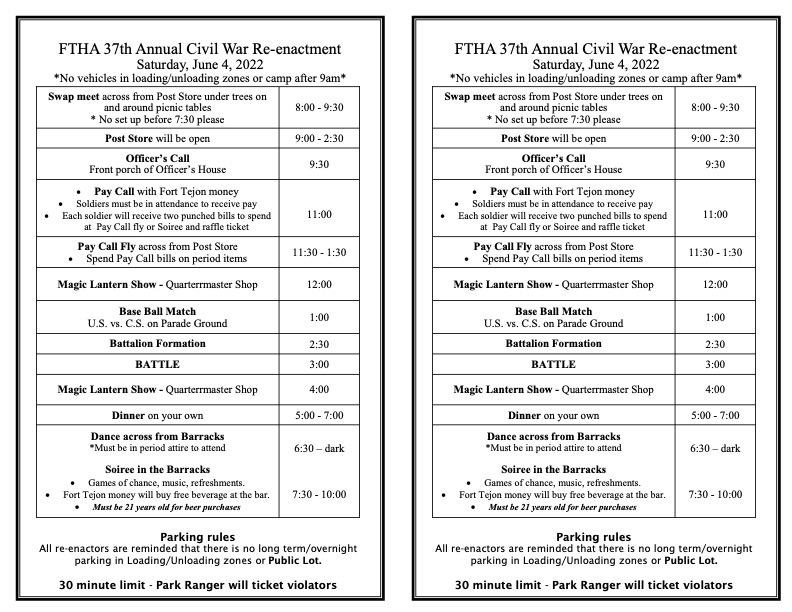 FTHA 37th Annual Civil War Re-enactment
Saturday, June 4, 2022
*No vehicles in loading/unloading zones or camp after 9am*
Swap meet across from Post Store under trees on
and around picnic tables
* No set up before 7:30 please
8:00 - 9:30
Post Store will be open
9:00 - 2:30
Officer's Call
Front porch of Officer's House
9:30
• Pay Call with Fort Tejon money
• Soldiers must be in attendance to receive pay
• Each soldier will receive two punched bills to spend
at Pay Call fly or Soiree and raffle ticket
11:00
Pay Call Fly across from Post Store
• Spend Pay Call bills on period items
11:30 - 1:30
Magic Lantern Show - Quarterrmaster Shop
12:00
Base Ball Match
U.S. vs. C.S. on Parade Ground
1:00
Battalion Formation
2:30
BATTLE
3:00
Magic Lantern Show - Quarterrmaster Shop
4:00
Dinner on your own
5:00 - 7:00
Dance across from Barracks
*Must be in period attire to attend
6:30 – dark
Soiree in the Barracks
• Games of chance, music, refreshments.
• Fort Tejon money will buy free beverage at the bar.
• Must be 21 years old for beer purchases
7:30 - 10:00
Parking rules
All re-enactors are reminded that there is no long term/overnight
parking in Loading/Unloading zones or Public Lot.
30 minute limit - Park Ranger will ticket violators
FTHA 37th Annual Civil War Re-enactment
Saturday, June 4, 2022
*No vehicles in loading/unloading zones or camp after 9am*
Swap meet across from Post Store under trees on
and around picnic tables
* No set up before 7:30 please
8:00 - 9:30
Post Store will be open
9:00 - 2:30
Officer's Call
Front porch of Officer's House
9:30
• Pay Call with Fort Tejon money
• Soldiers must be in attendance to receive pay
• Each soldier will receive two punched bills to spend
at Pay Call fly or Soiree and raffle ticket
11:00
Pay Call Fly across from Post Store
• Spend Pay Call bills on period items
11:30 - 1:30
Magic Lantern Show - Quarterrmaster Shop
12:00
Base Ball Match
U.S. vs. C.S. on Parade Ground
1:00
Battalion Formation
2:30
BATTLE
3:00
Magic Lantern Show - Quarterrmaster Shop
4:00
Dinner on your own
5:00 - 7:00
Dance across from Barracks
*Must be in period attire to attend
6:30 – dark
Soiree in the Barracks
• Games of chance, music, refreshments.
• Fort Tejon money will buy free beverage at the bar.
• Must be 21 years old for beer purchases
7:30 - 10:00
Parking rules
All re-enactors are reminded that there is no long term/overnight
parking in Loading/Unloading zones or Public Lot.
30 minute limit - Park Ranger will ticket violators